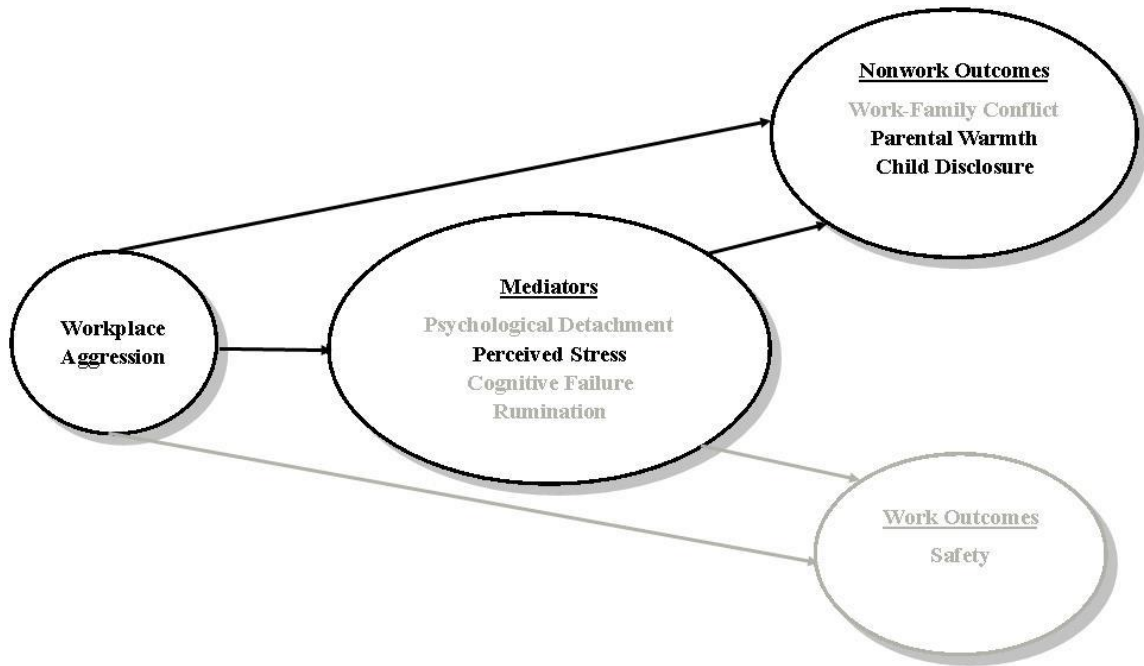 Nonwork Outcomes
Work-Family Conflict
Parental Warmth
Child Disclosure
Workplace
Aggression
Mediators
Psychological Detachment
Perceived Stress
Cognitive Failure
Rumination
Work Outcomes
Safety